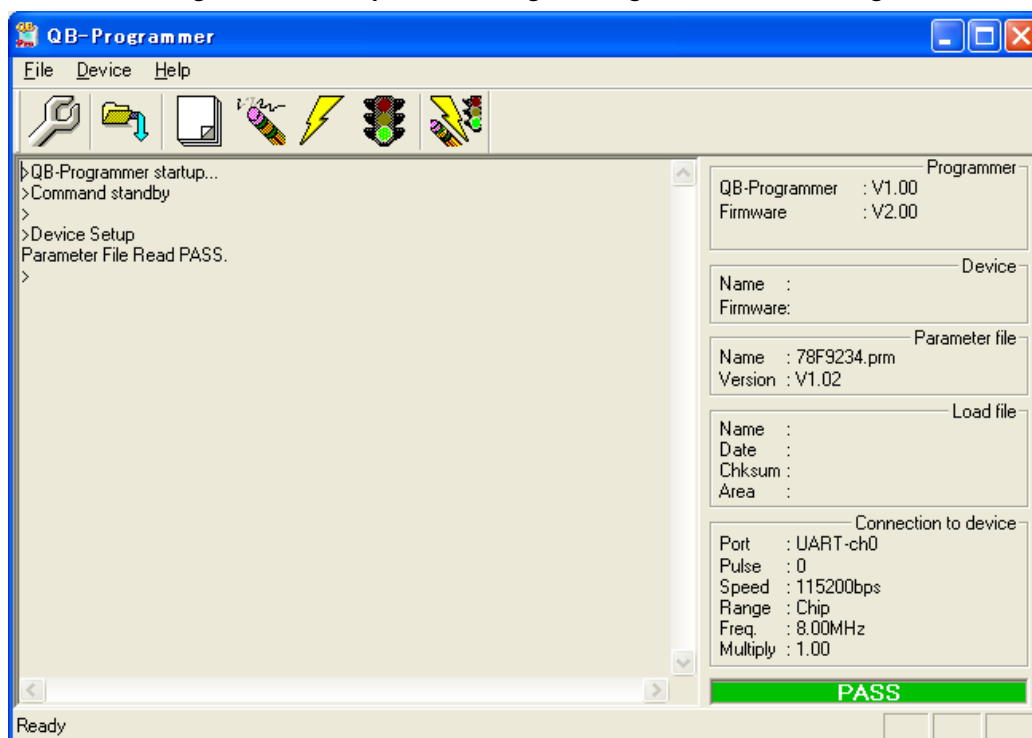 QB-Programmer
File Device Help
>QB-Programmer startup...
>Command standby
>
>Device Setup
Parameter File Read PASS.
>
Programmer
QB-Programmer : V1.00
Firmware : V2.00
Device
Name :
Firmware:
Parameter file
Name : 78F9234.prm
Version : V1.02
Load file
Name :
Date :
Chksum :
Area :
Connection to device
Port : UART-ch0
Pulse : 0
Speed : 115200bps
Range : Chip
Freq. : 8.00MHz
Multiply : 1.00
PASS
Ready